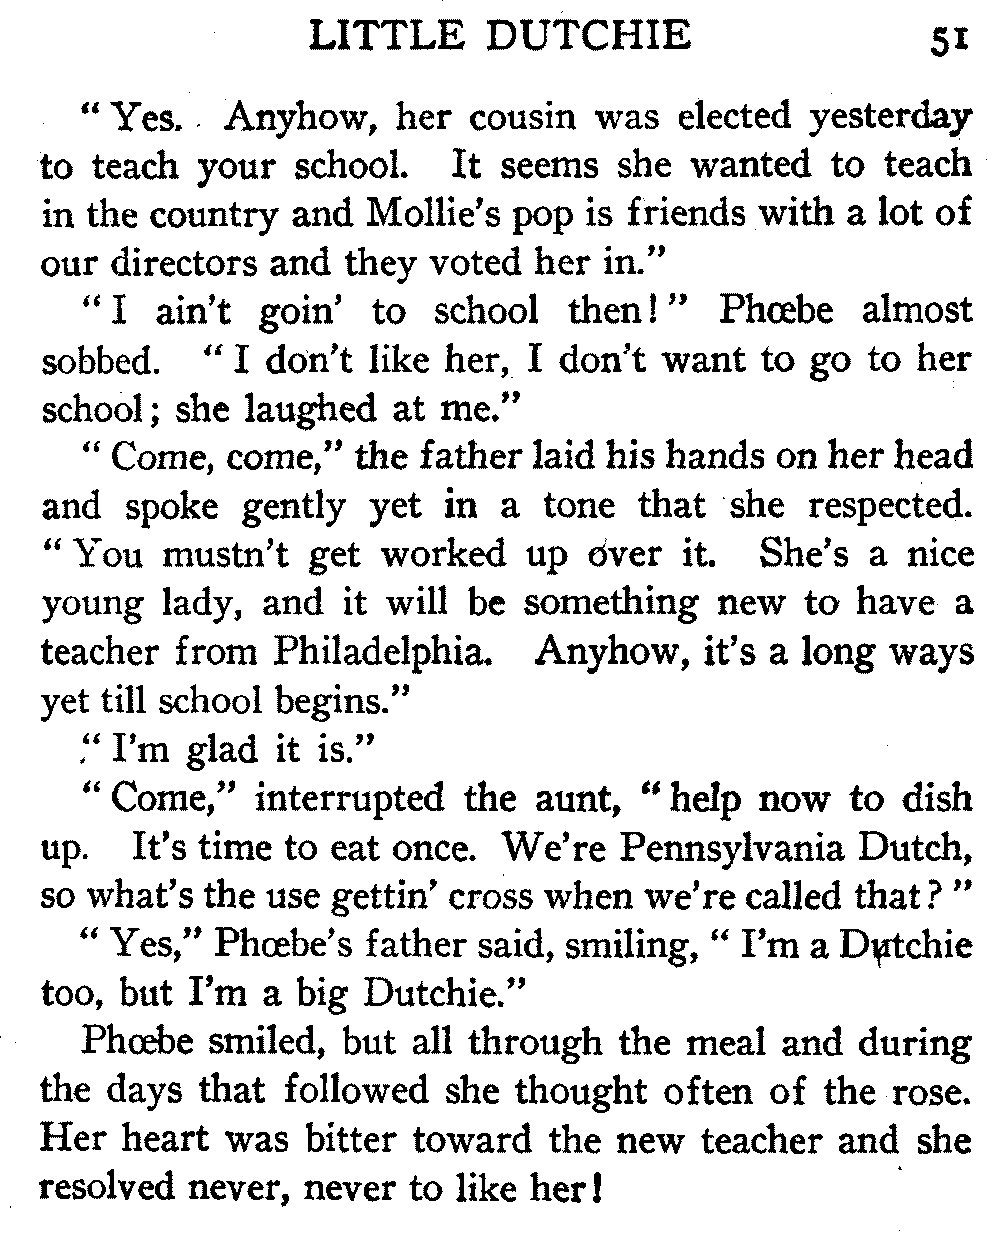 LITTLE DUTCHIE 51
“Yes. Anyhow, her cousin was elected yesterday
to teach your school. It seems she wanted to teach
in the country and Mollie’s pop is friends with a lot of
our directors and they voted her in.”
“I ain’t goin’ to school then!” Phœbe almost
sobbed. “I don’t like her, I don’t want to go to her
school; she laughed at me.”
“Come, come,” the father laid his hands on her head
and spoke gently yet in a tone that she respected.
“You mustn’t get worked up over it. She’s a nice
young lady, and it will be something new to have a
teacher from Philadelphia. Anyhow, it’s a long ways
yet till school begins.”
“I’m glad it is.”
“Come,” interrupted the aunt, “help now to dish
up. It’s time to eat once. We’re Pennsylvania Dutch,
so what’s the use gettin’ cross when we’re called that?”
“Yes,” Phœbe’s father said, smiling, “I’m a Dutchie
too, but I’m a big Dutchie.”
Phœbe smiled, but all through the meal and during
the days that followed she thought often of the rose.
Her heart was bitter toward the new teacher and she
resolved never, never to like her!